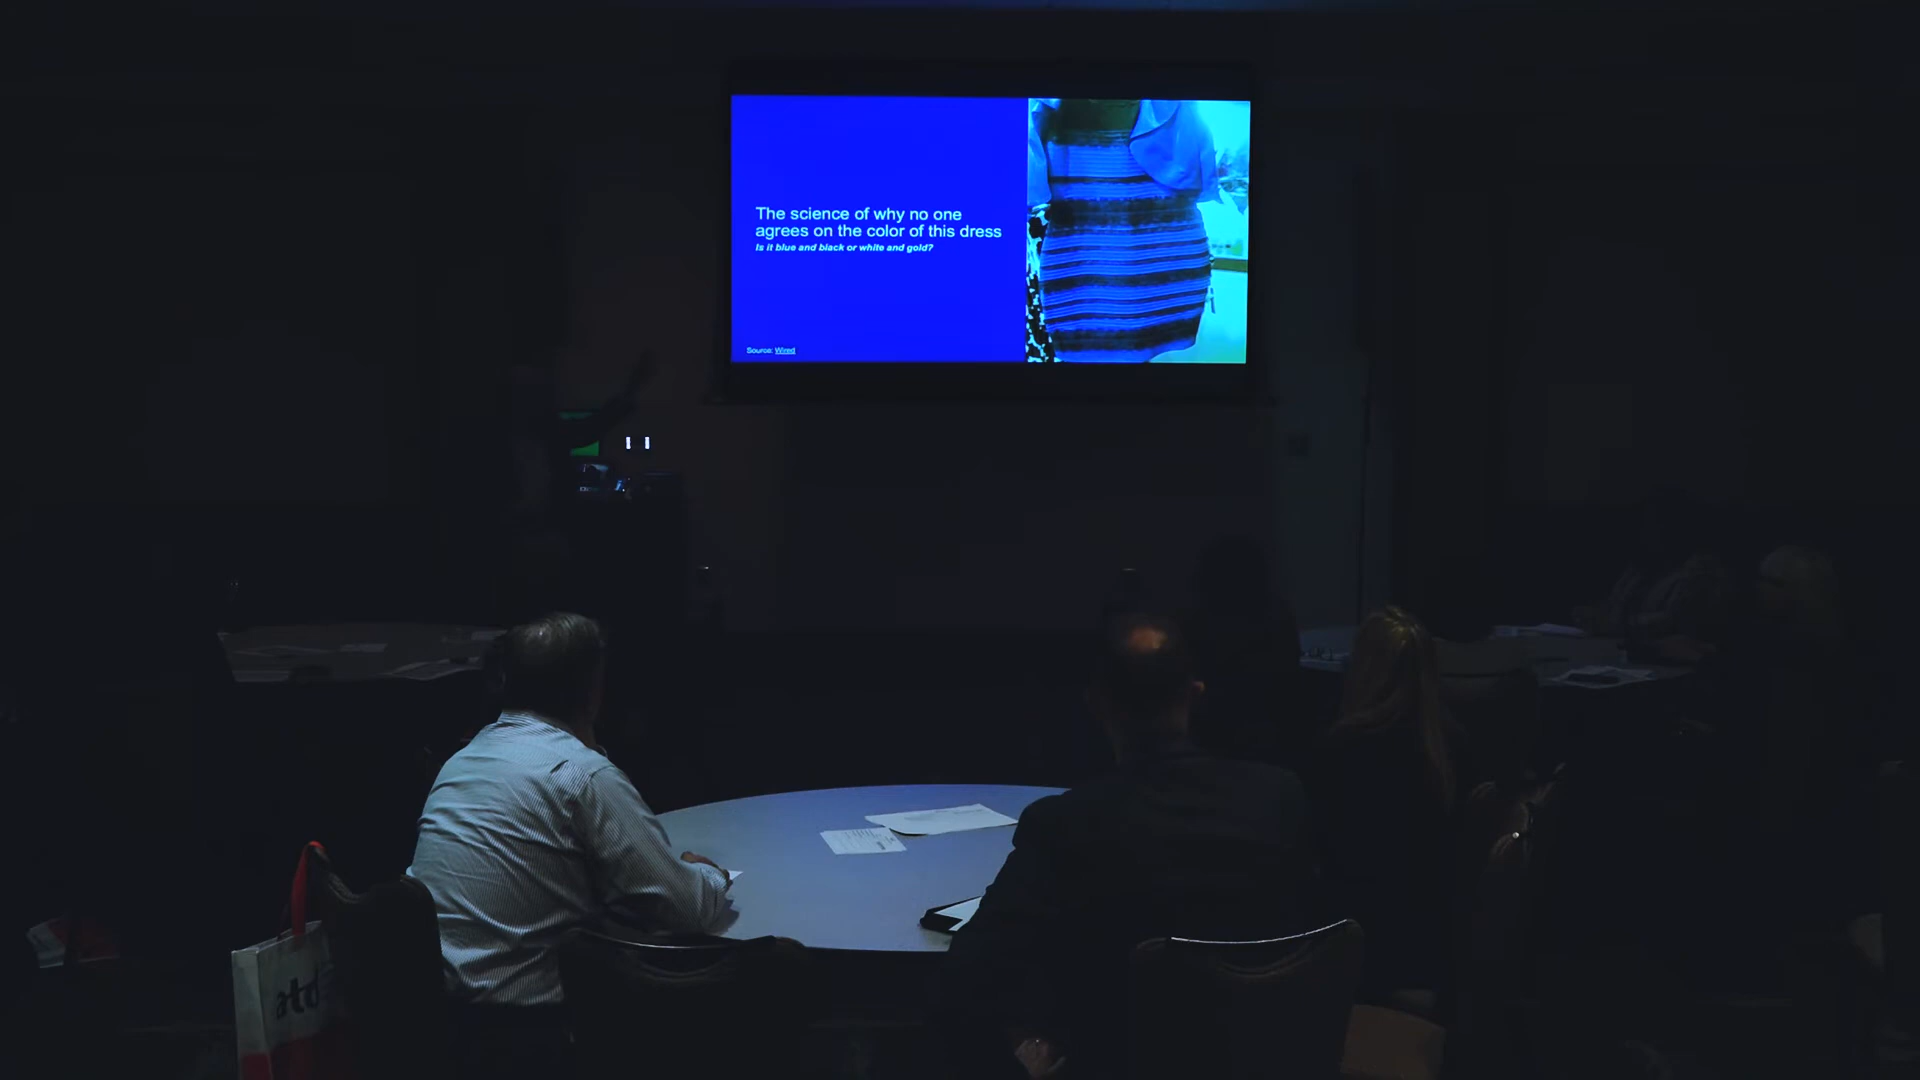 The science of why no one
agrees on the color of this dress
Is it blue and black or white and gold?
Source: Wired
atd